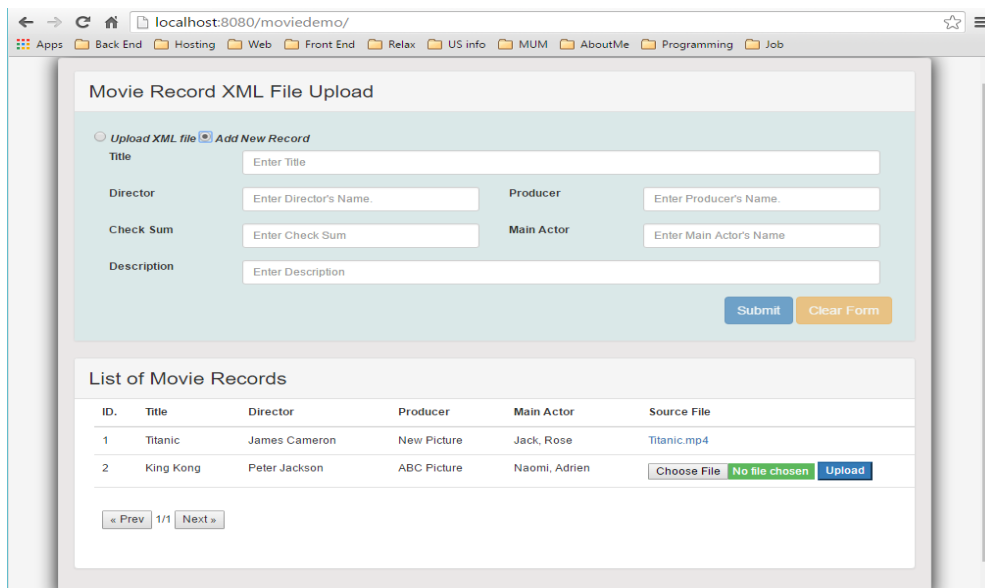 localhost:8080/moviedemo/
Apps Back End Hosting Web Front End Relax US info MUM AboutMe Programming Job
Movie Record XML File Upload
Upload XML file Add New Record
Title Enter Title
Director Enter Director's Name. Producer Enter Producer's Name.
Check Sum Enter Check Sum Main Actor Enter Main Actor's Name
Description Enter Description
Submit Clear Form
List of Movie Records
ID. Title Director Producer Main Actor Source File
1 Titanic James Cameron New Picture Jack, Rose Titanic.mp4
2 King Kong Peter Jackson ABC Picture Naomi, Adrien Choose File No file chosen Upload
« Prev 1/1 Next »